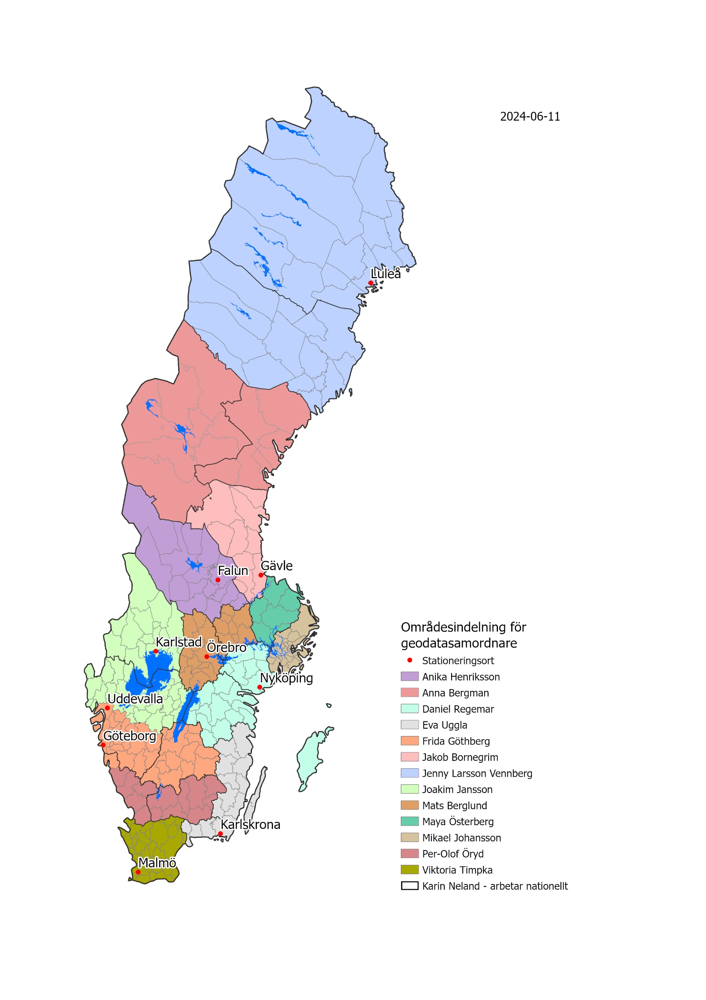 2024-06-11
Luleå
Falun
Gävle
Karlstad
Örebro
Nyköping
Uddevalla
Göteborg
Karlskrona
Malmö
Områdesindelning för
geodatasamordnare
Stationeringsort
Anika Henriksson
Anna Bergman
Daniel Regemar
Eva Uggla
Frida Göthberg
Jakob Bornegrim
Jenny Larsson Vennberg
Joakim Jansson
Mats Berglund
Maya Österberg
Mikael Johansson
Per-Olof Öryd
Viktoria Timpka
Karin Neland - arbetar nationellt